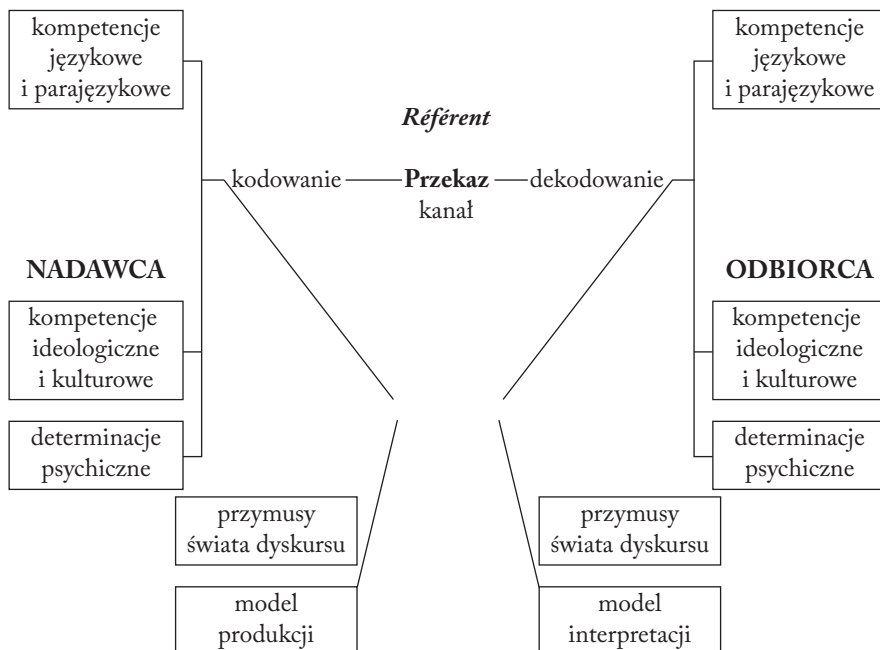 kompetencje
językowe
i parajęzykowe
kompetencje
językowe
i parajęzykowe
Référent
kodowanie
Przekaz
dekodowanie
kanał
NADAWCA
ODBIORCA
kompetencje
ideologiczne
i kulturowe
kompetencje
ideologiczne
i kulturowe
determinacje
psychiczne
determinacje
psychiczne
przymusy
świata dyskursu
przymusy
świata dyskursu
model
produkcji
model
interpretacji